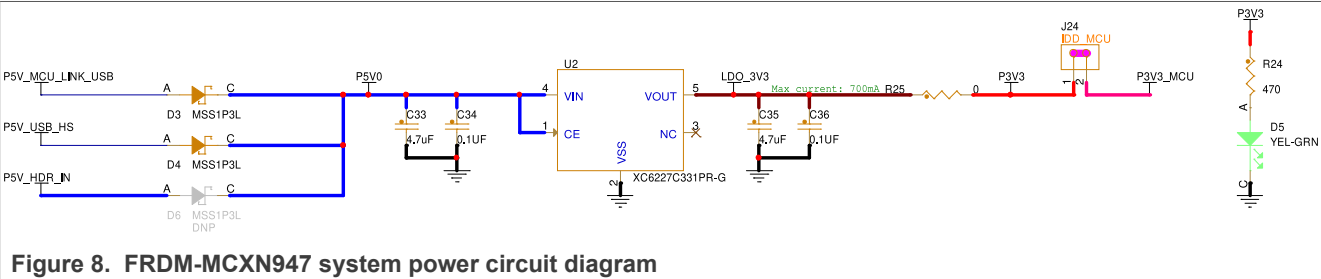 P5V_MCU_LINK_USB
A C
D3 MSS1P3L
P5V_USB_HS
A C
D4 MSS1P3L
P5V_HDR_IN
A C
D6 MSS1P3L
DNP
P5V0
C33
4.7uF
C34
0.1UF
U2
4 VIN
1 CE
VOUT 5
NC 3
VSS
2
XC6227C331PR-G
LDO_3V3
Max current: 700mA
C35
4.7uF
C36
0.1UF
R25
0
P3V3
J24
IDD_MCU
1 2
P3V3_MCU
P3V3
R24
470
A
D5
YEL-GRN
C
Figure 8. FRDM-MCXN947 system power circuit diagram